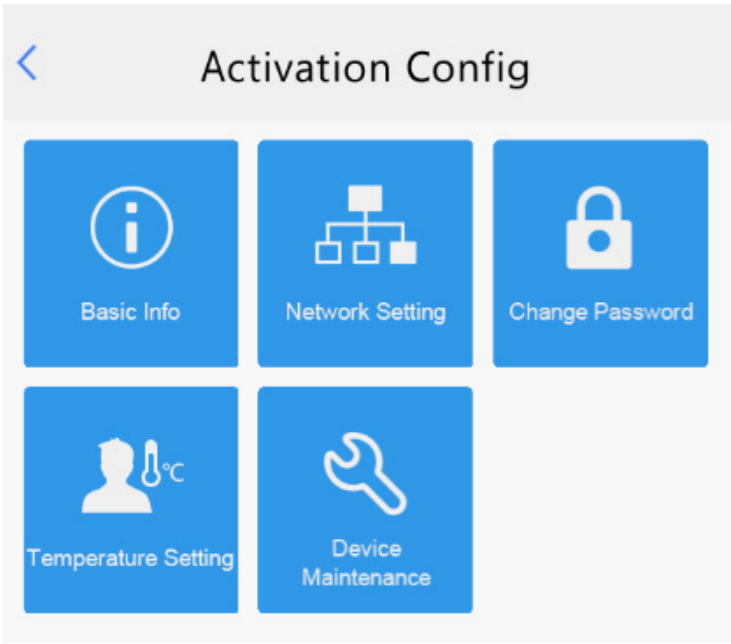 Activation Config
Basic Info
Network Setting
Change Password
°C
Temperature Setting
Device
Maintenance